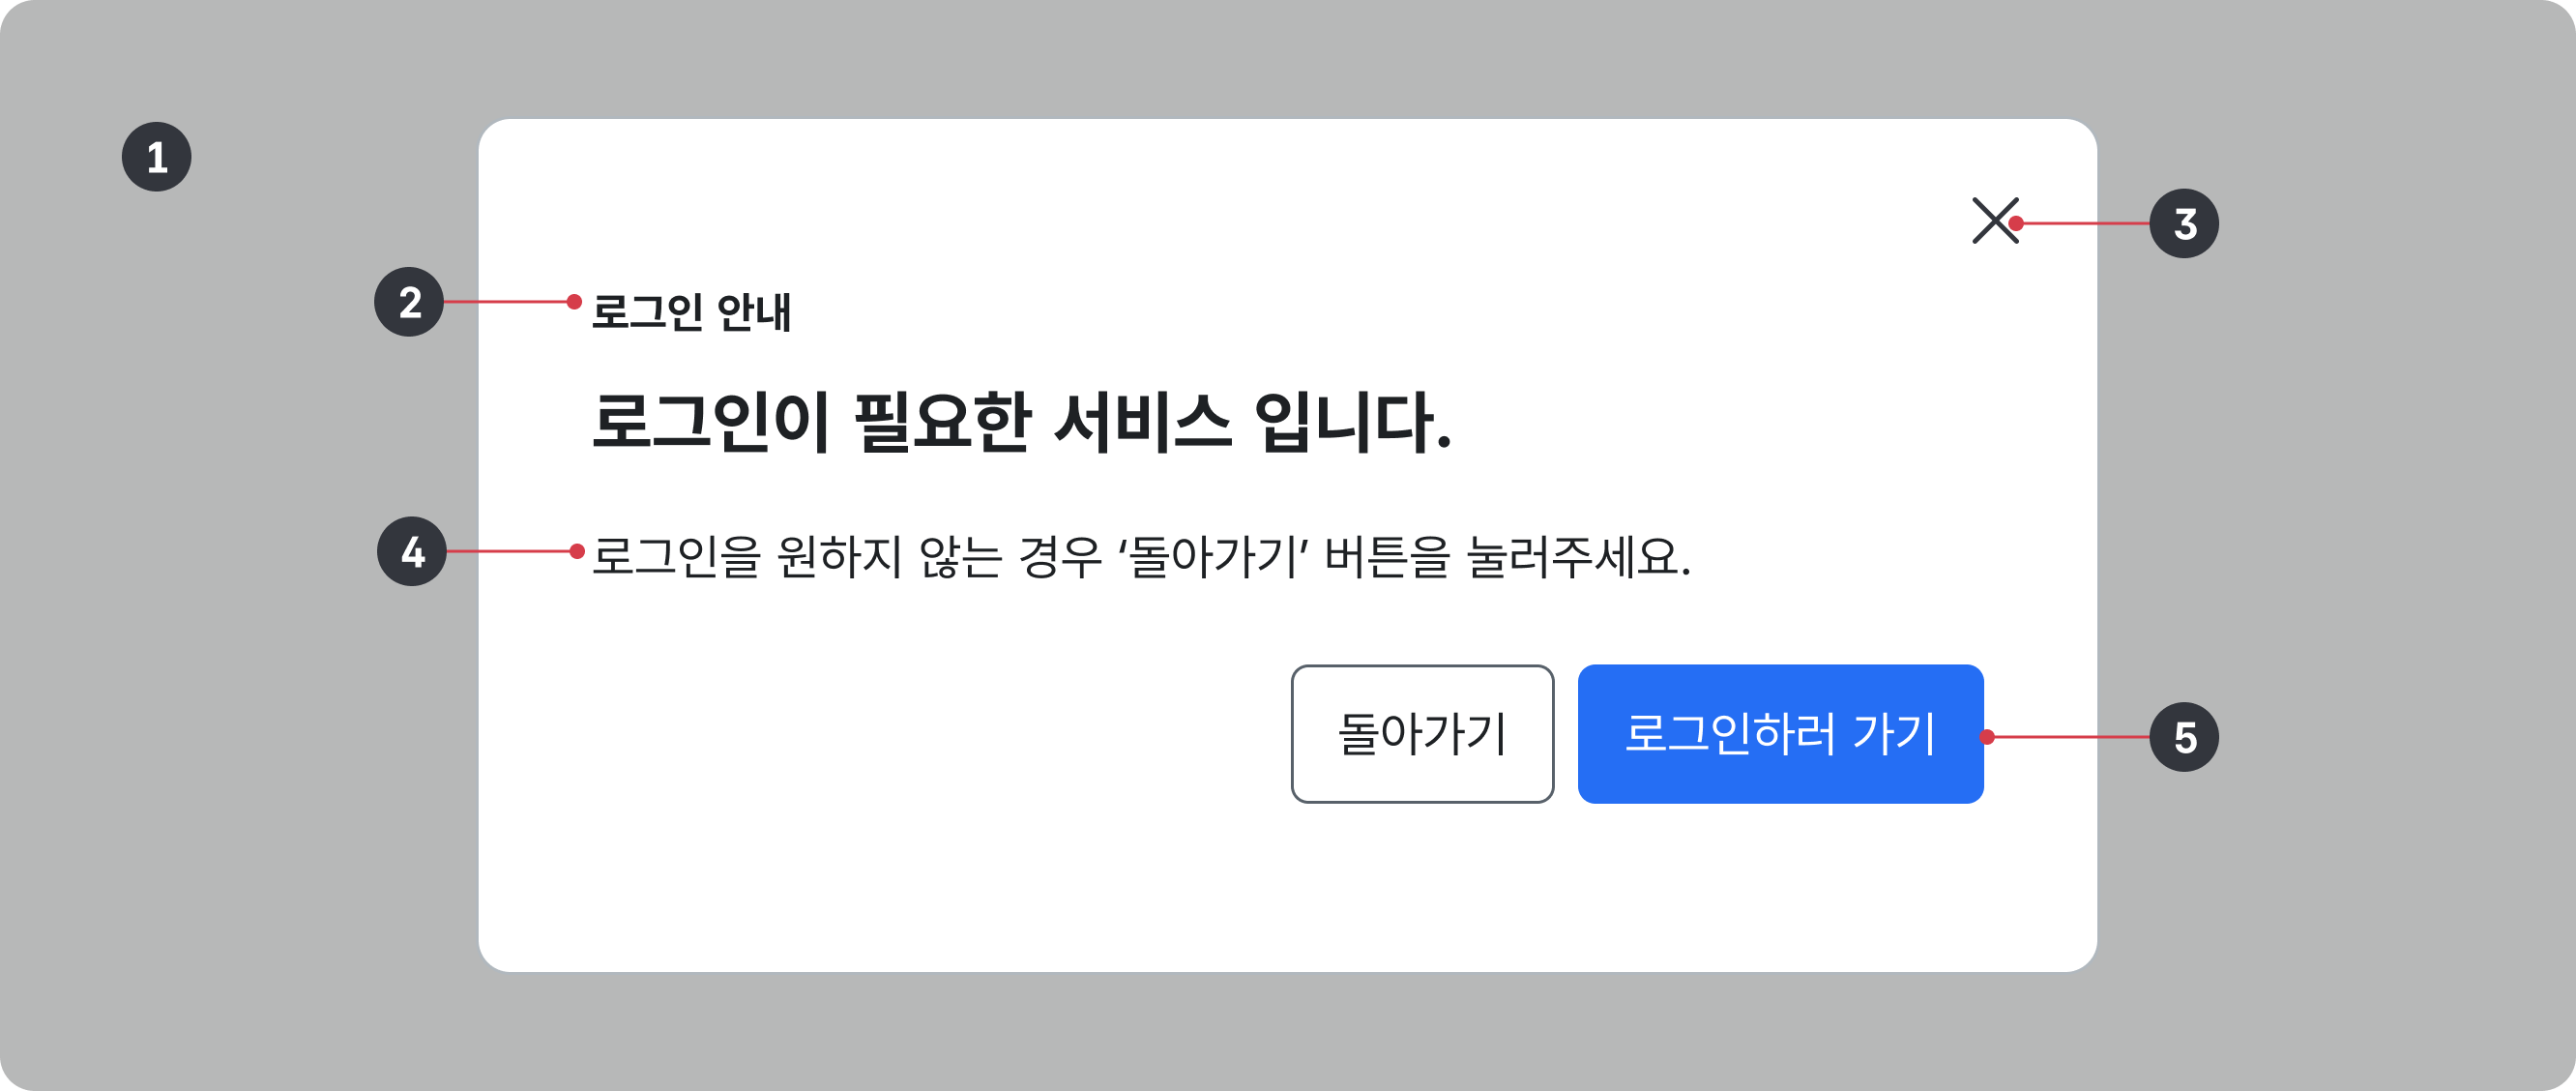 1
3
2
로그인 안내
로그인이 필요한 서비스 입니다.
4
로그인을 원하지 않는 경우 ‘돌아가기’ 버튼을 눌러주세요.
돌아가기
로그인하러 가기
5